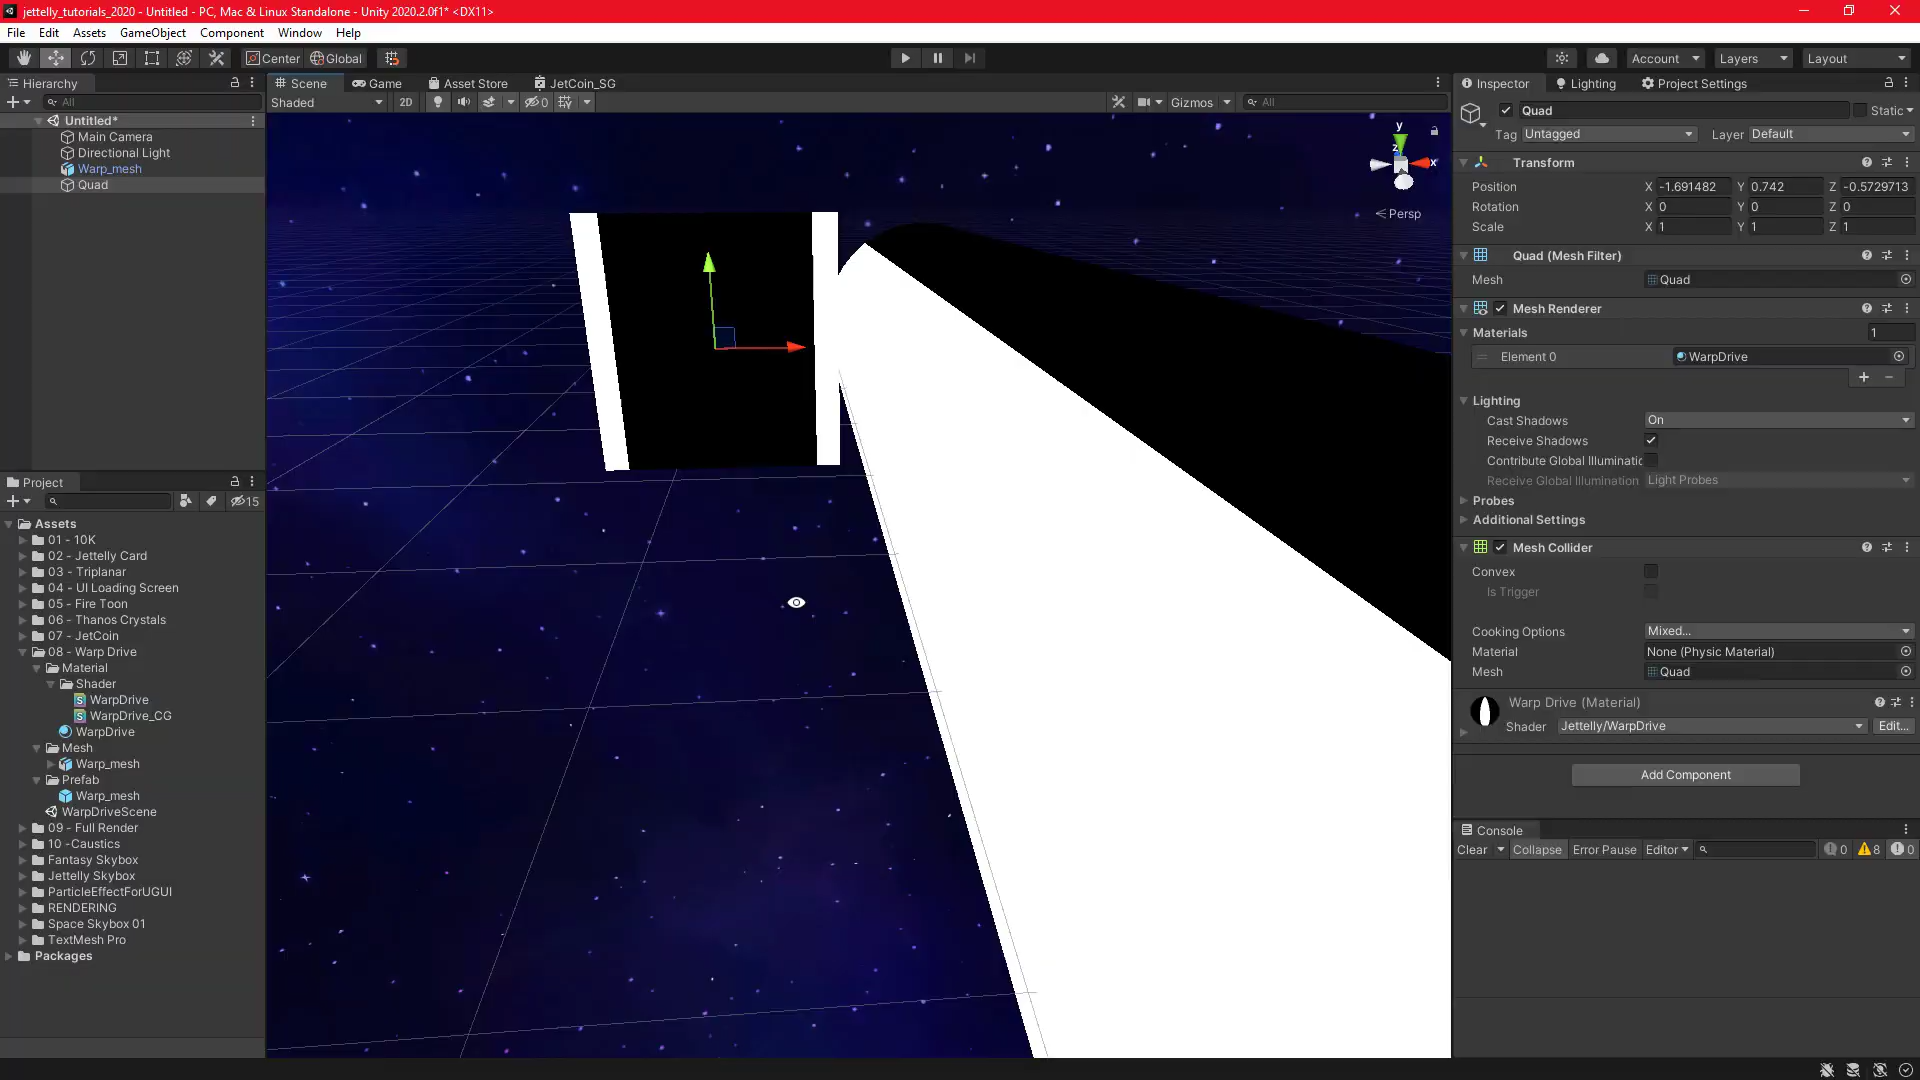 jettelly_tutorials_2020 - Untitled - PC, Mac & Linux Standalone - Unity 2020.2.0f1* <DX11>
File Edit Assets GameObject Component Window Help
Center Global
Account Layers Layout
Hierarchy
All
Untitled*
Main Camera
Directional Light
Warp_mesh
Quad
Project
15
Assets
01 - 10K
02 - Jettelly Card
03 - Triplanar
04 - UI Loading Screen
05 - Fire Toon
06 - Thanos Crystals
07 - JetCoin
08 - Warp Drive
Material
Shader
WarpDrive
WarpDrive_CG
WarpDrive
Mesh
Warp_mesh
Prefab
Warp_mesh
WarpDriveScene
09 - Full Render
10 -Caustics
Fantasy Skybox
Jettelly Skybox
ParticleEffectForUGUI
RENDERING
Space Skybox 01
TextMesh Pro
Packages
Scene Game Asset Store JetCoin_SG
Shaded 2D 0 Gizmos All
y
z x
Persp
Inspector Lighting Project Settings
Quad Static
Tag Untagged Layer Default
Transform
Position X -1.691482 Y 0.742 Z -0.5729713
Rotation X 0 Y 0 Z 0
Scale X 1 Y 1 Z 1
Quad (Mesh Filter)
Mesh Quad
Mesh Renderer
Materials 1
Element 0 WarpDrive
Lighting
Cast Shadows On
Receive Shadows
Contribute Global Illuminatic
Receive Global Illumination Light Probes
Probes
Additional Settings
Mesh Collider
Convex
Is Trigger
Cooking Options Mixed...
Material None (Physic Material)
Mesh Quad
Warp Drive (Material)
Shader Jettelly/WarpDrive Edit...
Add Component
Console
Clear Collapse Error Pause Editor 0 8 0